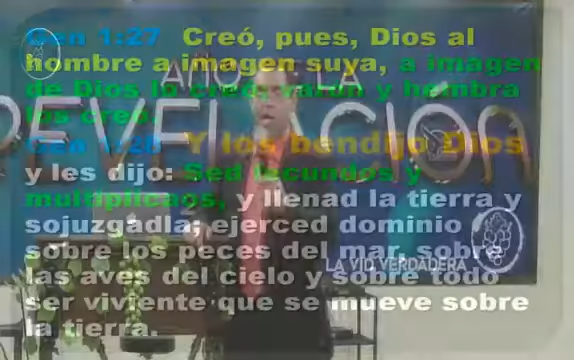 Gen 1:27 Creó, pues, Dios al
hombre a imagen suya, a imagen
de Dios lo creó; varón y hembra
los creó.
Gen 1:28 Y los bendijo Dios
y les dijo: Sed fecundos y
multiplicaos, y llenad la tierra y
sojuzgadla; ejerced dominio
sobre los peces del mar, sobre
las aves del cielo y sobre todo
ser viviente que se mueve sobre
la tierra.
AÑO LA
REVELACIÓN
LA VID VERDADERA